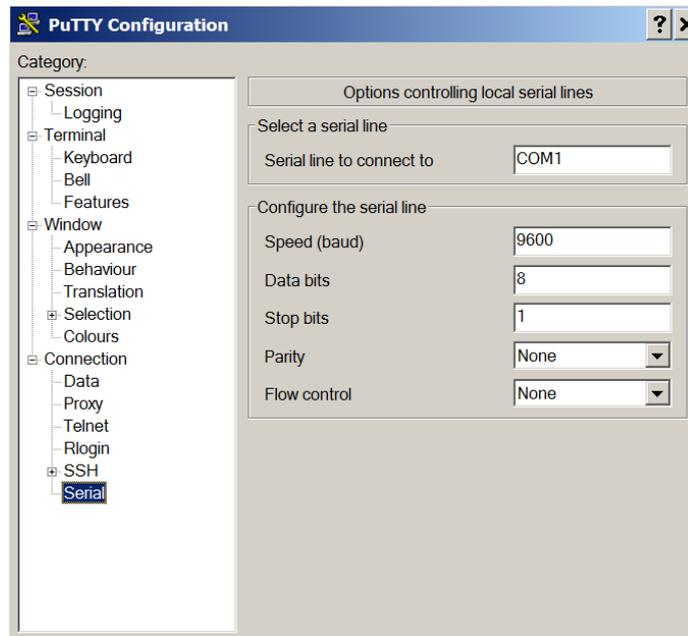 PuTTY Configuration
Category:
Session
Logging
Terminal
Keyboard
Bell
Features
Window
Appearance
Behaviour
Translation
Selection
Colours
Connection
Data
Proxy
Telnet
Rlogin
SSH
Serial
Options controlling local serial lines
Select a serial line
Serial line to connect to COM1
Configure the serial line
Speed (baud) 9600
Data bits 8
Stop bits 1
Parity None
Flow control None